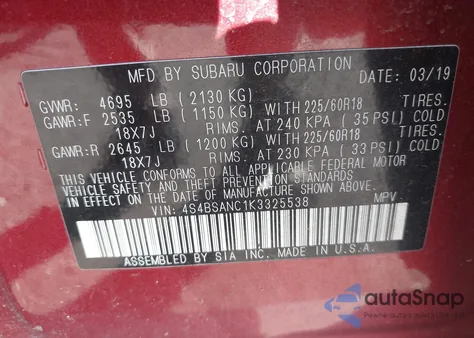 MFD BY SUBARU CORPORATION DATE: 03/19
GVWR: 4695 LB (2130 KG)
GAWR:F 2535 LB (1150 KG) WITH 225/60R18 TIRES.
18X7J RIMS. AT 240 KPA (35 PSI) COLD
GAWR:R 2645 LB (1200 KG) WITH 225/60R18 TIRES.
18X7J RIMS. AT 230 KPA (33 PSI) COLD
THIS VEHICLE CONFORMS TO ALL APPLICABLE FEDERAL MOTOR
VEHICLE SAFETY AND THEFT PREVENTION STANDARDS
IN EFFECT ON THE DATE OF MANUFACTURE SHOWN ABOVE.
VIN: 4S4BSANC1K3325538 MPV
ASSEMBLED BY SIA INC. MADE IN U.S.A.
autoSnap